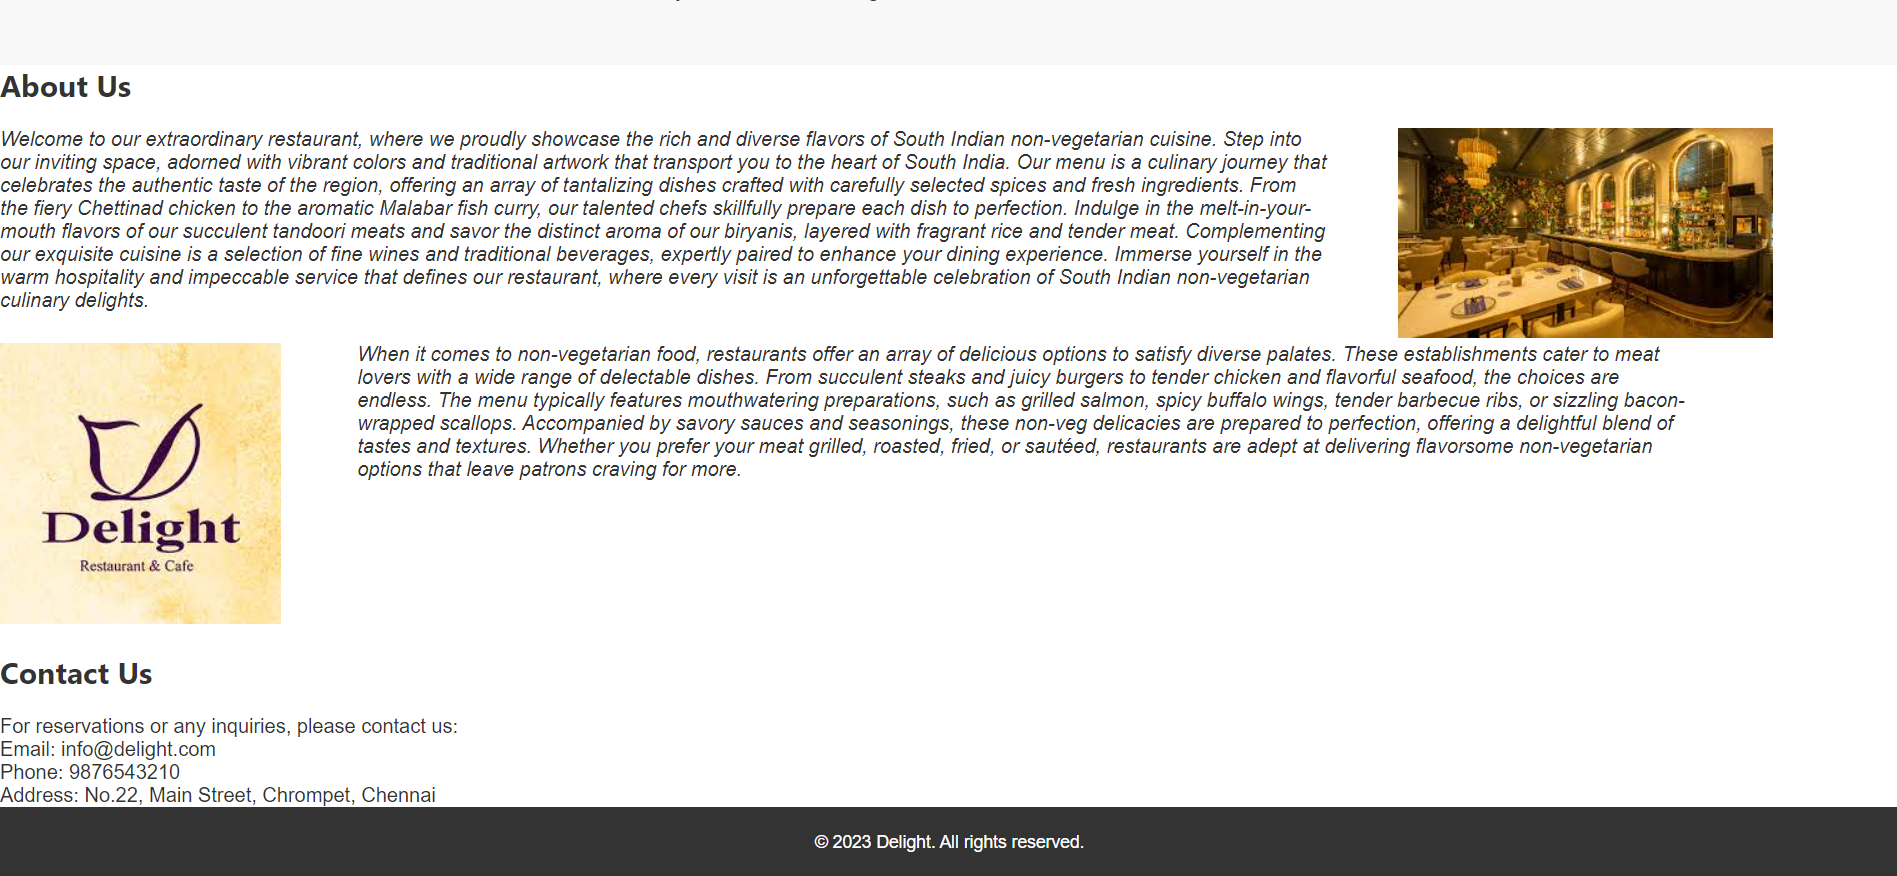 About Us
Welcome to our extraordinary restaurant, where we proudly showcase the rich and diverse flavors of South Indian non-vegetarian cuisine. Step into
our inviting space, adorned with vibrant colors and traditional artwork that transport you to the heart of South India. Our menu is a culinary journey that
celebrates the authentic taste of the region, offering an array of tantalizing dishes crafted with carefully selected spices and fresh ingredients. From
the fiery Chettinad chicken to the aromatic Malabar fish curry, our talented chefs skillfully prepare each dish to perfection. Indulge in the melt-in-your-
mouth flavors of our succulent tandoori meats and savor the distinct aroma of our biryanis, layered with fragrant rice and tender meat. Complementing
our exquisite cuisine is a selection of fine wines and traditional beverages, expertly paired to enhance your dining experience. Immerse yourself in the
warm hospitality and impeccable service that defines our restaurant, where every visit is an unforgettable celebration of South Indian non-vegetarian
culinary delights.
Delight
Restaurant & Cafe
When it comes to non-vegetarian food, restaurants offer an array of delicious options to satisfy diverse palates. These establishments cater to meat
lovers with a wide range of delectable dishes. From succulent steaks and juicy burgers to tender chicken and flavorful seafood, the choices are
endless. The menu typically features mouthwatering preparations, such as grilled salmon, spicy buffalo wings, tender barbecue ribs, or sizzling bacon-
wrapped scallops. Accompanied by savory sauces and seasonings, these non-veg delicacies are prepared to perfection, offering a delightful blend of
tastes and textures. Whether you prefer your meat grilled, roasted, fried, or sautéed, restaurants are adept at delivering flavorsome non-vegetarian
options that leave patrons craving for more.
Contact Us
For reservations or any inquiries, please contact us:
Email: info@delight.com
Phone: 9876543210
Address: No.22, Main Street, Chrompet, Chennai
© 2023 Delight. All rights reserved.